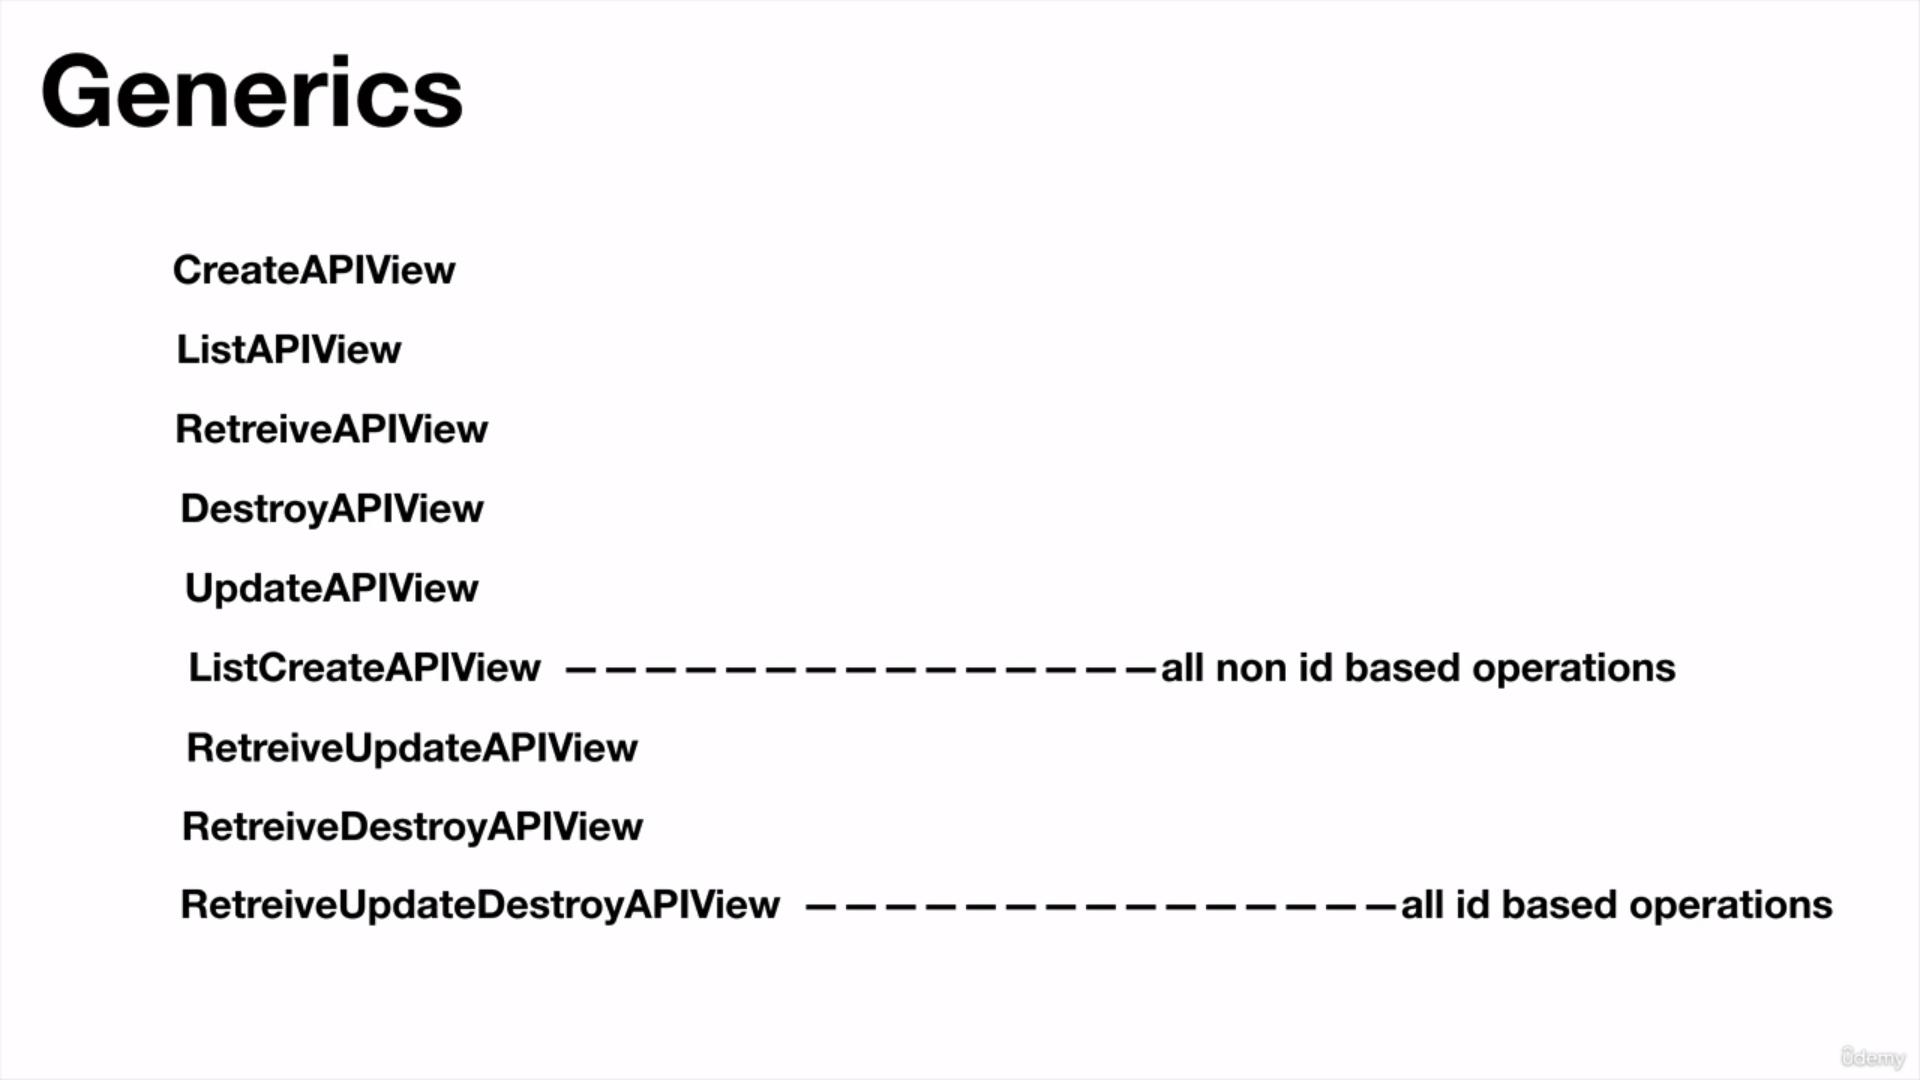 Generics
CreateAPIView
ListAPIView
RetreiveAPIView
DestroyAPIView
UpdateAPIView
ListCreateAPIView — — — — — — — — — — — — — — —all non id based operations
RetreiveUpdateAPIView
RetreiveDestroyAPIView
RetreiveUpdateDestroyAPIView — — — — — — — — — — — — — — —all id based operations
ûdemy